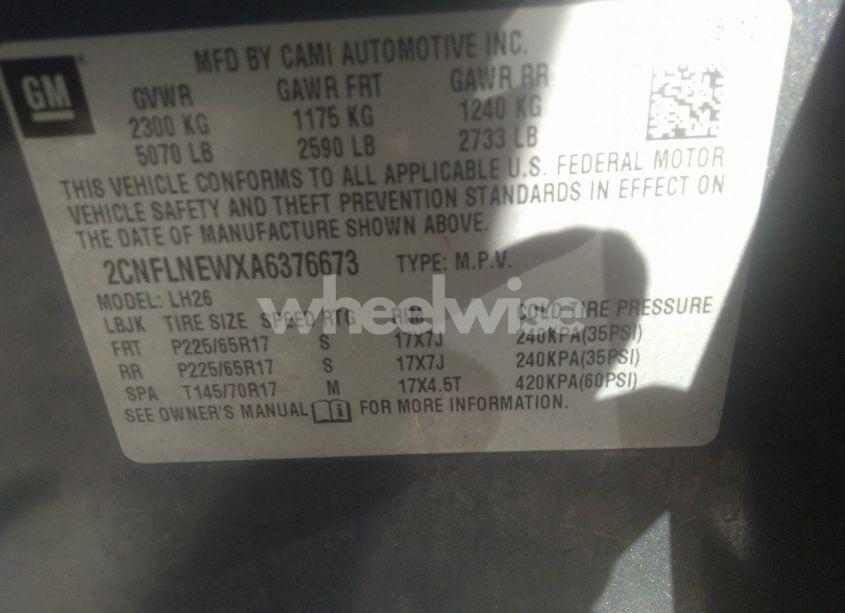 GM
MFD BY CAMI AUTOMOTIVE INC.
GVWR GAWR FRT GAWR RR
2300 KG 1175 KG 1240 KG
5070 LB 2590 LB 2733 LB
THIS VEHICLE CONFORMS TO ALL APPLICABLE U.S. FEDERAL MOTOR
VEHICLE SAFETY AND THEFT PREVENTION STANDARDS IN EFFECT ON
THE DATE OF MANUFACTURE SHOWN ABOVE.
2CNFLNEWXA6376673 TYPE: M.P.V.
MODEL: LH26
wheelwise
LBJK TIRE SIZE SPEED RTG RIM COLD TIRE PRESSURE
FRT P225/65R17 S 17X7J 240KPA(35PSI)
RR P225/65R17 S 17X7J 240KPA(35PSI)
SPA T145/70R17 M 17X4.5T 420KPA(60PSI)
SEE OWNER'S MANUAL FOR MORE INFORMATION.